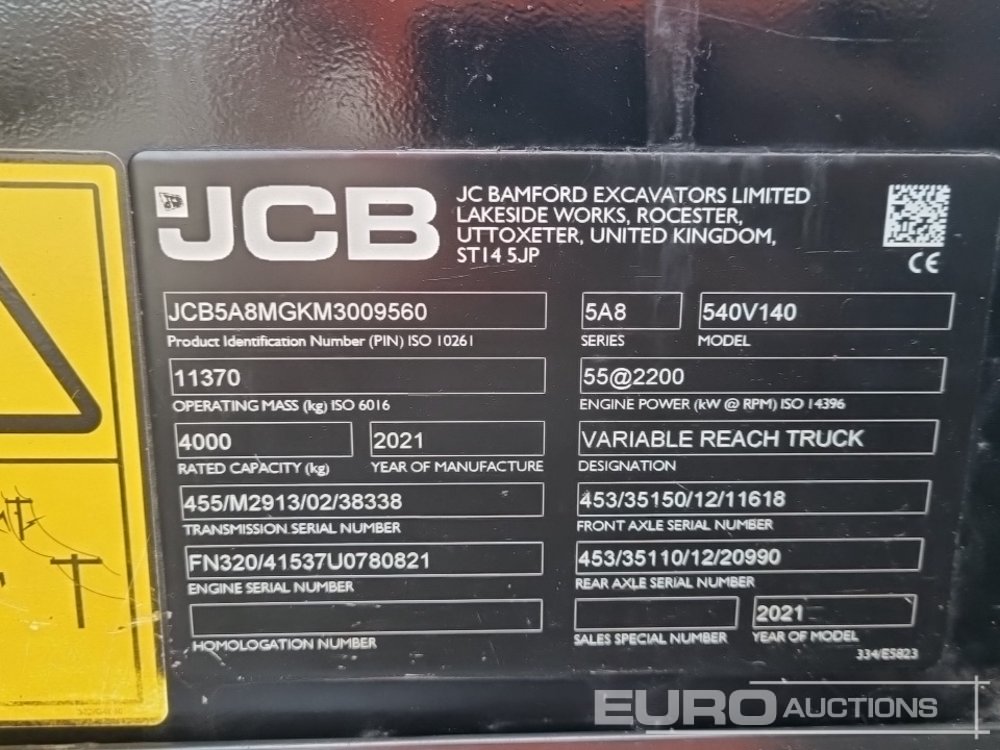 JCB
JC BAMFORD EXCAVATORS LIMITED
LAKESIDE WORKS, ROCESTER,
UTTOXETER, UNITED KINGDOM,
ST14 5JP
CE
JCB5A8MGKM3009560
Product Identification Number (PIN) ISO 10261
5A8
SERIES
540V140
MODEL
11370
OPERATING MASS (kg) ISO 6016
55@2200
ENGINE POWER (kW @ RPM) ISO 14396
4000
RATED CAPACITY (kg)
2021
YEAR OF MANUFACTURE
VARIABLE REACH TRUCK
DESIGNATION
455/M2913/02/38338
TRANSMISSION SERIAL NUMBER
453/35150/12/11618
FRONT AXLE SERIAL NUMBER
FN320/41537U0780821
ENGINE SERIAL NUMBER
453/35110/12/20990
REAR AXLE SERIAL NUMBER
HOMOLOGATION NUMBER
SALES SPECIAL NUMBER
2021
YEAR OF MODEL
334/E5823
EURO AUCTIONS